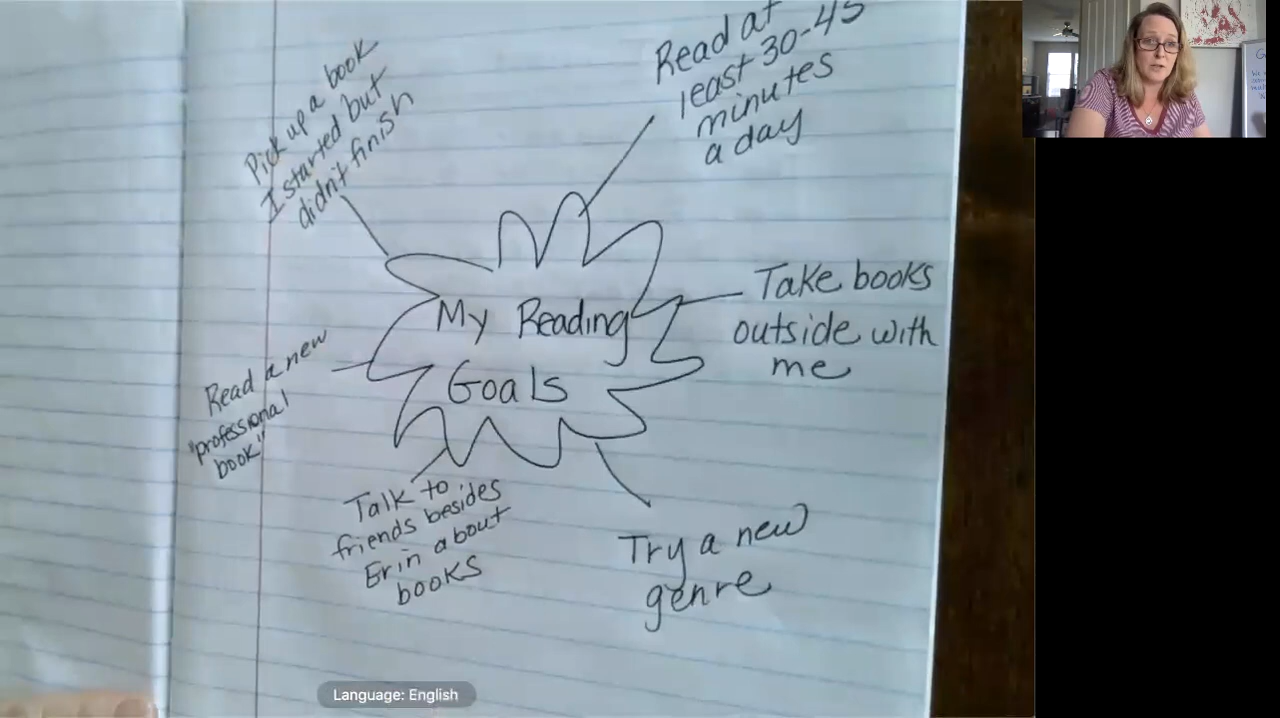 My Reading
Goals
Read at
least 30-45
minutes
a day
Take books
outside with
me
Try a new
genre
Talk to
friends besides
Erin about
books
Read a new
"professional
book"
Pick up a book
I started but
didn't finish
Language: English